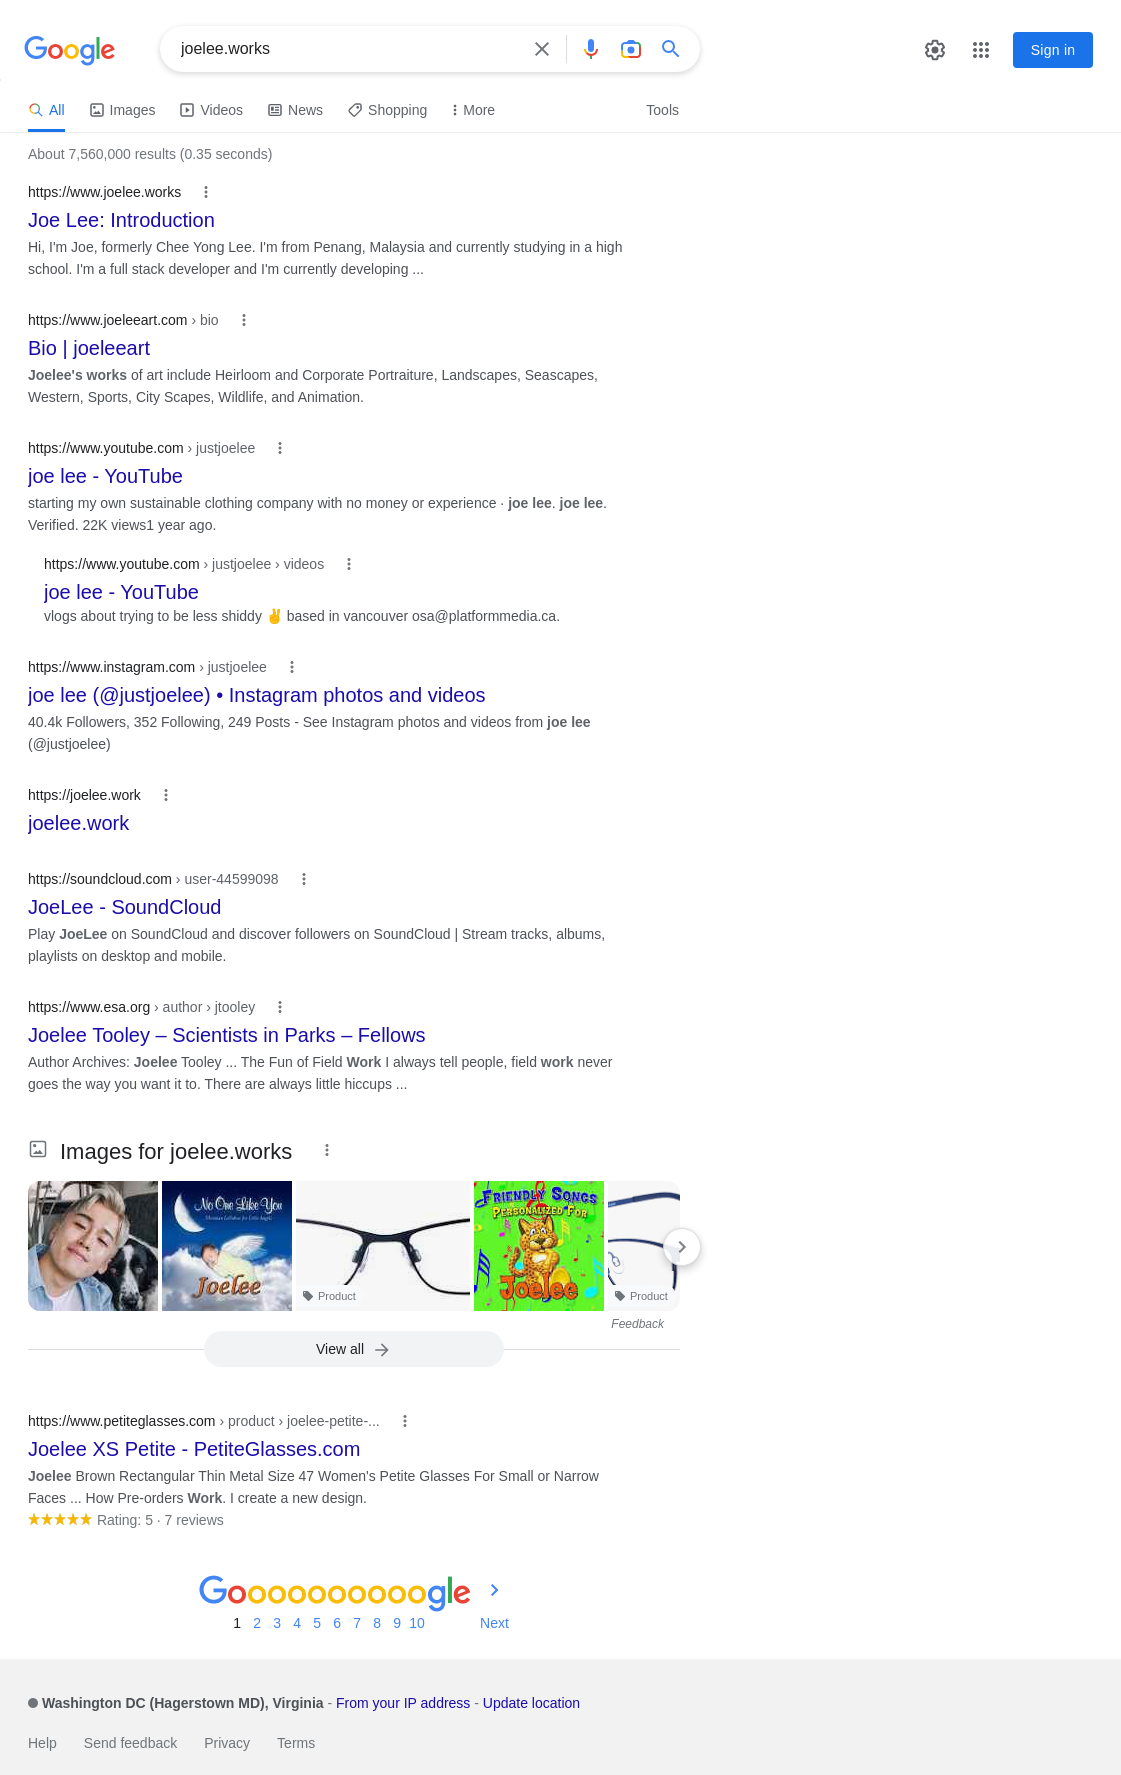 Google
joelee.works
Sign in
All
Images
Videos
News
Shopping
More
Tools
About 7,560,000 results (0.35 seconds)
https://www.joelee.works
Joe Lee: Introduction
Hi, I'm Joe, formerly Chee Yong Lee. I'm from Penang, Malaysia and currently studying in a high
school. I'm a full stack developer and I'm currently developing ...
https://www.joeleeart.com › bio
Bio | joeleeart
Joelee's works of art include Heirloom and Corporate Portraiture, Landscapes, Seascapes,
Western, Sports, City Scapes, Wildlife, and Animation.
https://www.youtube.com › justjoelee
joe lee - YouTube
starting my own sustainable clothing company with no money or experience · joe lee. joe lee.
Verified. 22K views1 year ago.
https://www.youtube.com › justjoelee › videos
joe lee - YouTube
vlogs about trying to be less shiddy ✌ based in vancouver osa@platformmedia.ca.
https://www.instagram.com › justjoelee
joe lee (@justjoelee) • Instagram photos and videos
40.4k Followers, 352 Following, 249 Posts - See Instagram photos and videos from joe lee
(@justjoelee)
https://joelee.work
joelee.work
https://soundcloud.com › user-44599098
JoeLee - SoundCloud
Play JoeLee on SoundCloud and discover followers on SoundCloud | Stream tracks, albums,
playlists on desktop and mobile.
https://www.esa.org › author › jtooley
Joelee Tooley – Scientists in Parks – Fellows
Author Archives: Joelee Tooley ... The Fun of Field Work I always tell people, field work never
goes the way you want it to. There are always little hiccups ...
Images for joelee.works
No One Like You
Joelee
Product
FRIENDLY SONGS
PERSONALIZED FOR
Joelee
Product
Feedback
View all
https://www.petiteglasses.com › product › joelee-petite-...
Joelee XS Petite - PetiteGlasses.com
Joelee Brown Rectangular Thin Metal Size 47 Women's Petite Glasses For Small or Narrow
Faces ... How Pre-orders Work. I create a new design.
Rating: 5 · 7 reviews
Goooooooooogle
1 2 3 4 5 6 7 8 9 10 Next
Washington DC (Hagerstown MD), Virginia - From your IP address - Update location
Help Send feedback Privacy Terms